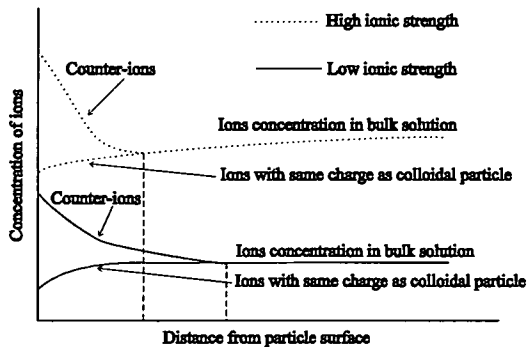 High ionic strength
Counter-ions
Low ionic strength
Ions concentration in bulk solution
Ions with same charge as colloidal particle
Counter-ions
Ions concentration in bulk solution
Ions with same charge as colloidal particle
Concentration of ions
Distance from particle surface